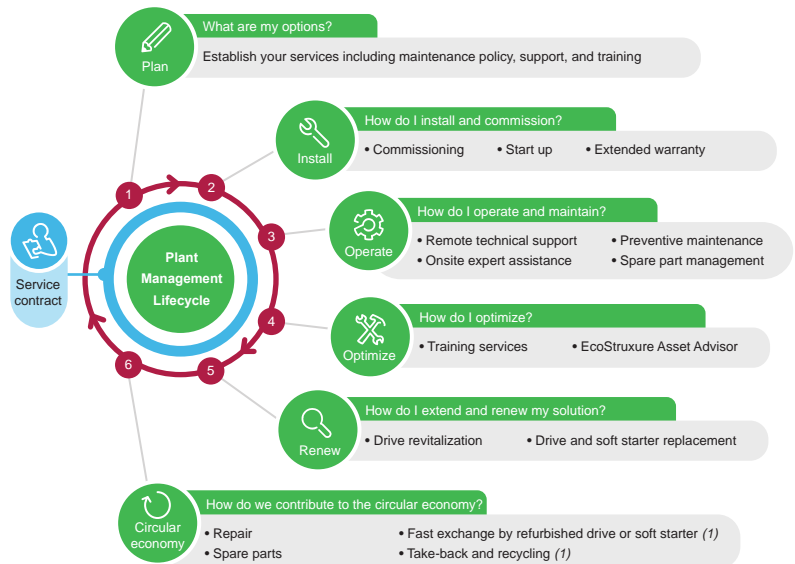 What are my options?
Plan
Establish your services including maintenance policy, support, and training
How do I install and commission?
Install
• Commissioning • Start up • Extended warranty
How do I operate and maintain?
Operate
• Remote technical support • Preventive maintenance
• Onsite expert assistance • Spare part management
How do I optimize?
Optimize
• Training services • EcoStruxure Asset Advisor
How do I extend and renew my solution?
Renew
• Drive revitalization • Drive and soft starter replacement
How do we contribute to the circular economy?
Circular
economy
• Repair • Fast exchange by refurbished drive or soft starter (1)
• Spare parts • Take-back and recycling (1)
1
2
3
4
5
6
Plant
Management
Lifecycle
Service
contract